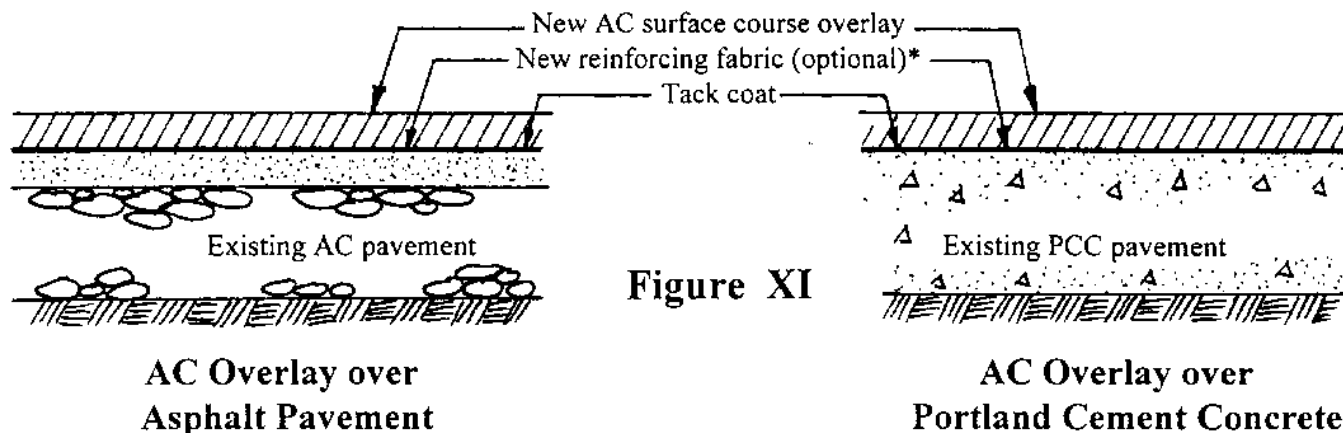 New AC surface course overlay
New reinforcing fabric (optional)*
Tack coat
Existing AC pavement
Existing PCC pavement
Figure XI
AC Overlay over
Asphalt Pavement
AC Overlay over
Portland Cement Concrete